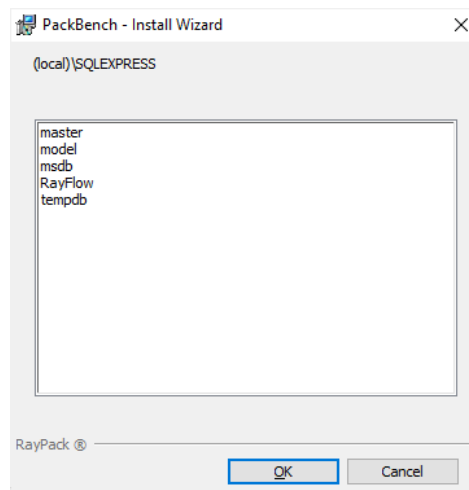 PackBench - Install Wizard
(local)\SQLEXPRESS
master
model
msdb
RayFlow
tempdb
RayPack ®
OK
Cancel